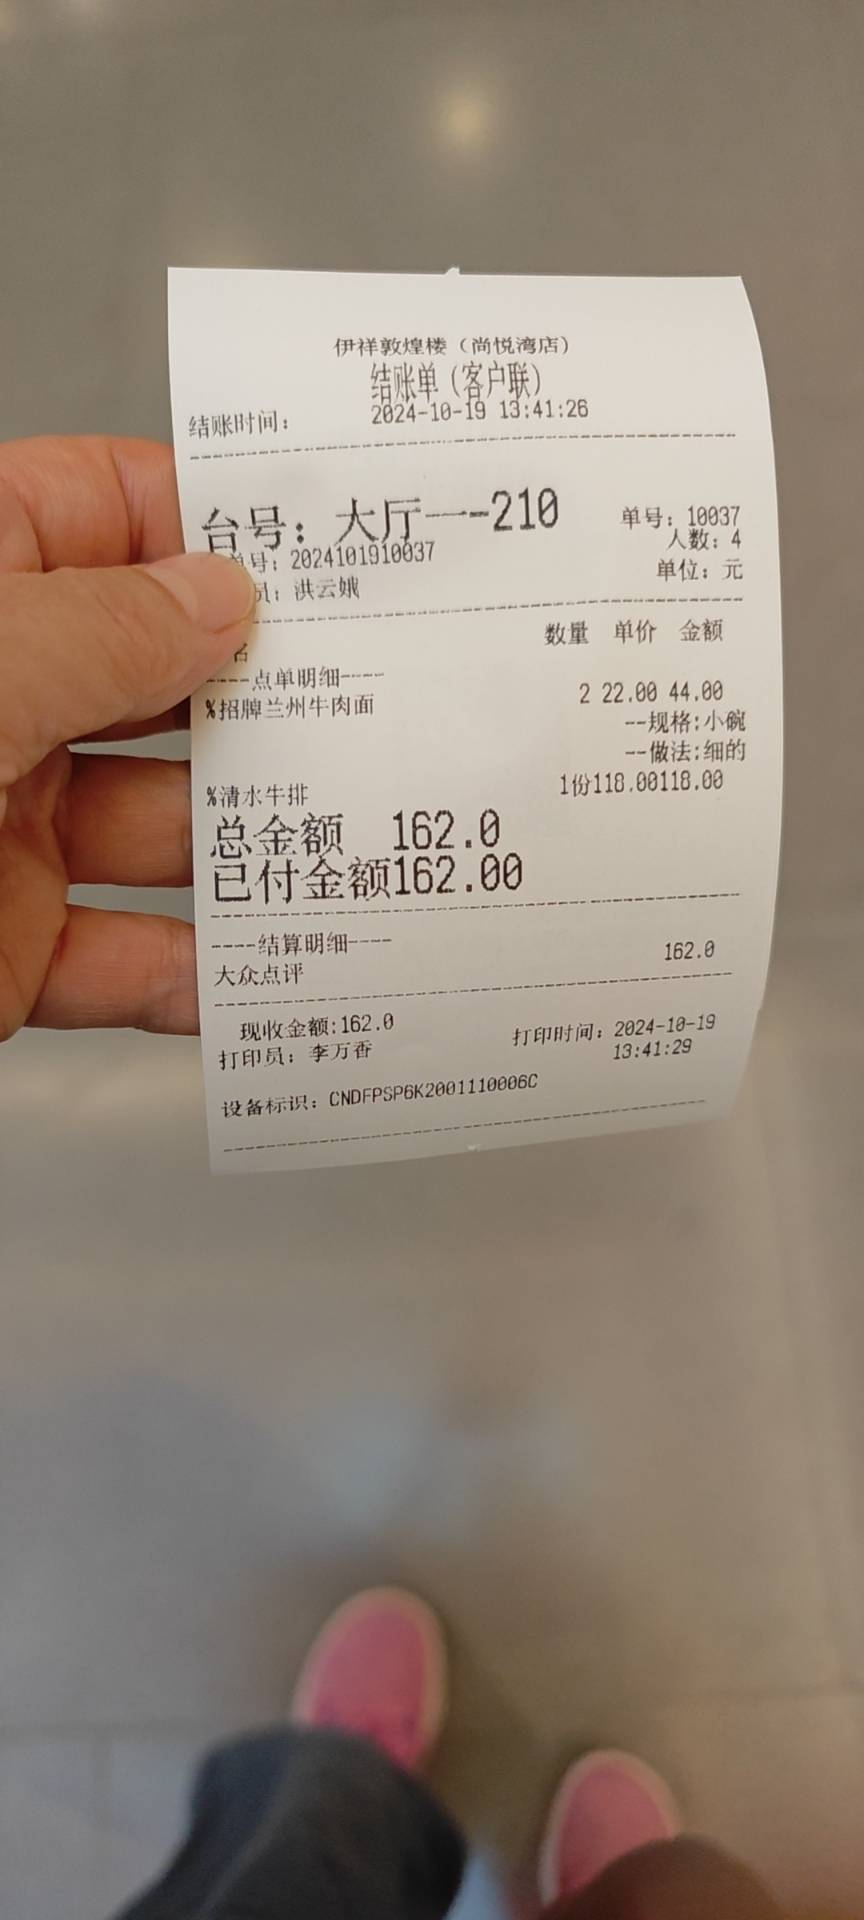 伊祥敦煌楼（尚悦湾店）
结账单（客户联）
结账时间： 2024-10-19 13:41:26
台号：大厅一-210 单号：10037
单号：2024101910037 人数：4
员：洪云娥 单位：元
名 数量 单价 金额
----点单明细----
%招牌兰州牛肉面 2 22.00 44.00
--规格:小碗
--做法:细的
%清水牛排 1份118.00118.00
总金额 162.0
已付金额162.00
----结算明细----
大众点评 162.0
现收金额:162.0
打印员：李万香 打印时间：2024-10-19
13:41:29
设备标识：CNDFPSP6K2001110006C